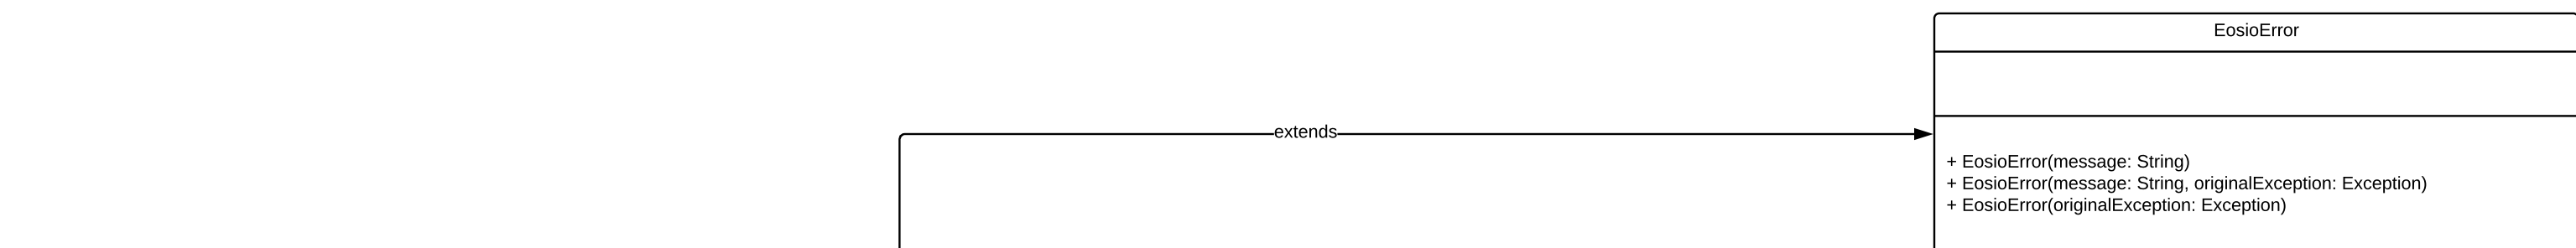 EosioError
extends
+ EosioError(message: String)
+ EosioError(message: String, originalException: Exception)
+ EosioError(originalException: Exception)